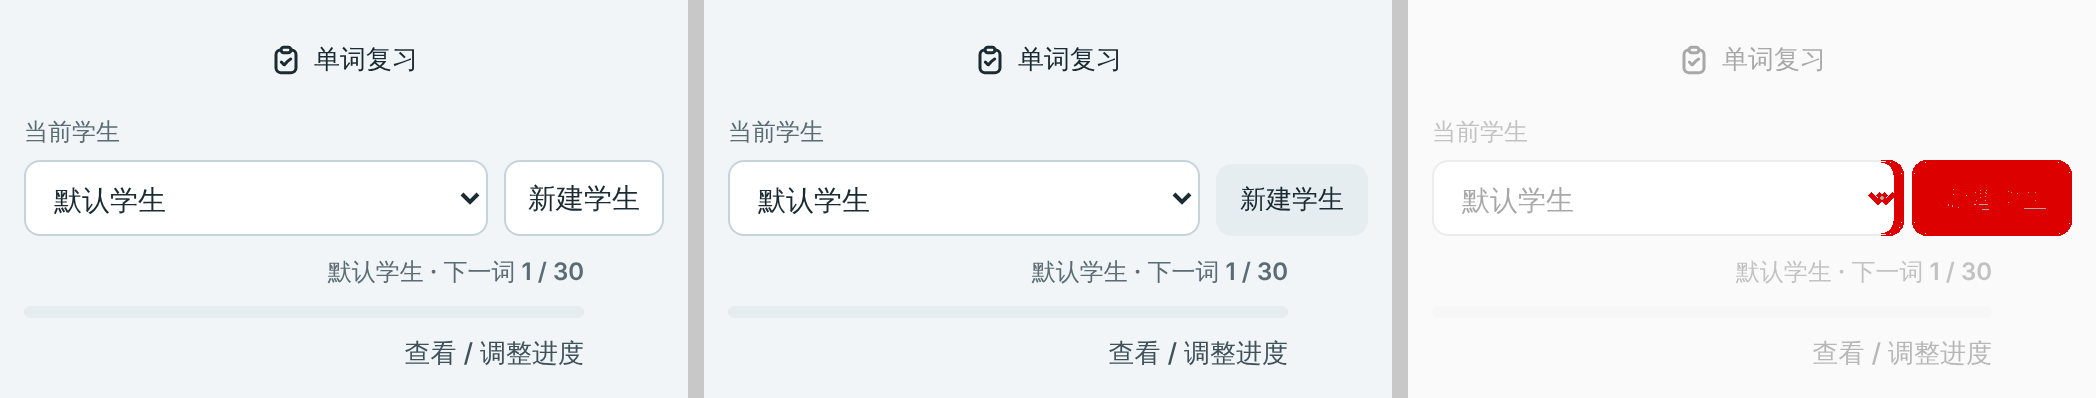 单词复习
当前学生
默认学生 新建学生
默认学生 · 下一词 1 / 30
查看 / 调整进度
单词复习
当前学生
默认学生 新建学生
默认学生 · 下一词 1 / 30
查看 / 调整进度
单词复习
当前学生
默认学生
默认学生 · 下一词 1 / 30
查看 / 调整进度